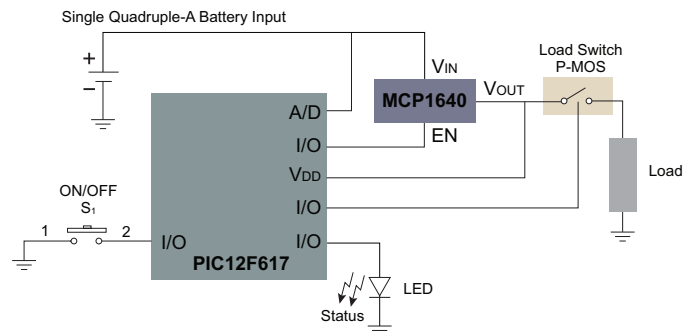 Single Quadruple-A Battery Input
+
−
VIN
MCP1640
VOUT
EN
Load Switch
P-MOS
Load
A/D
I/O
VDD
I/O
I/O
I/O
PIC12F617
ON/OFF
S1
1
2
LED
Status